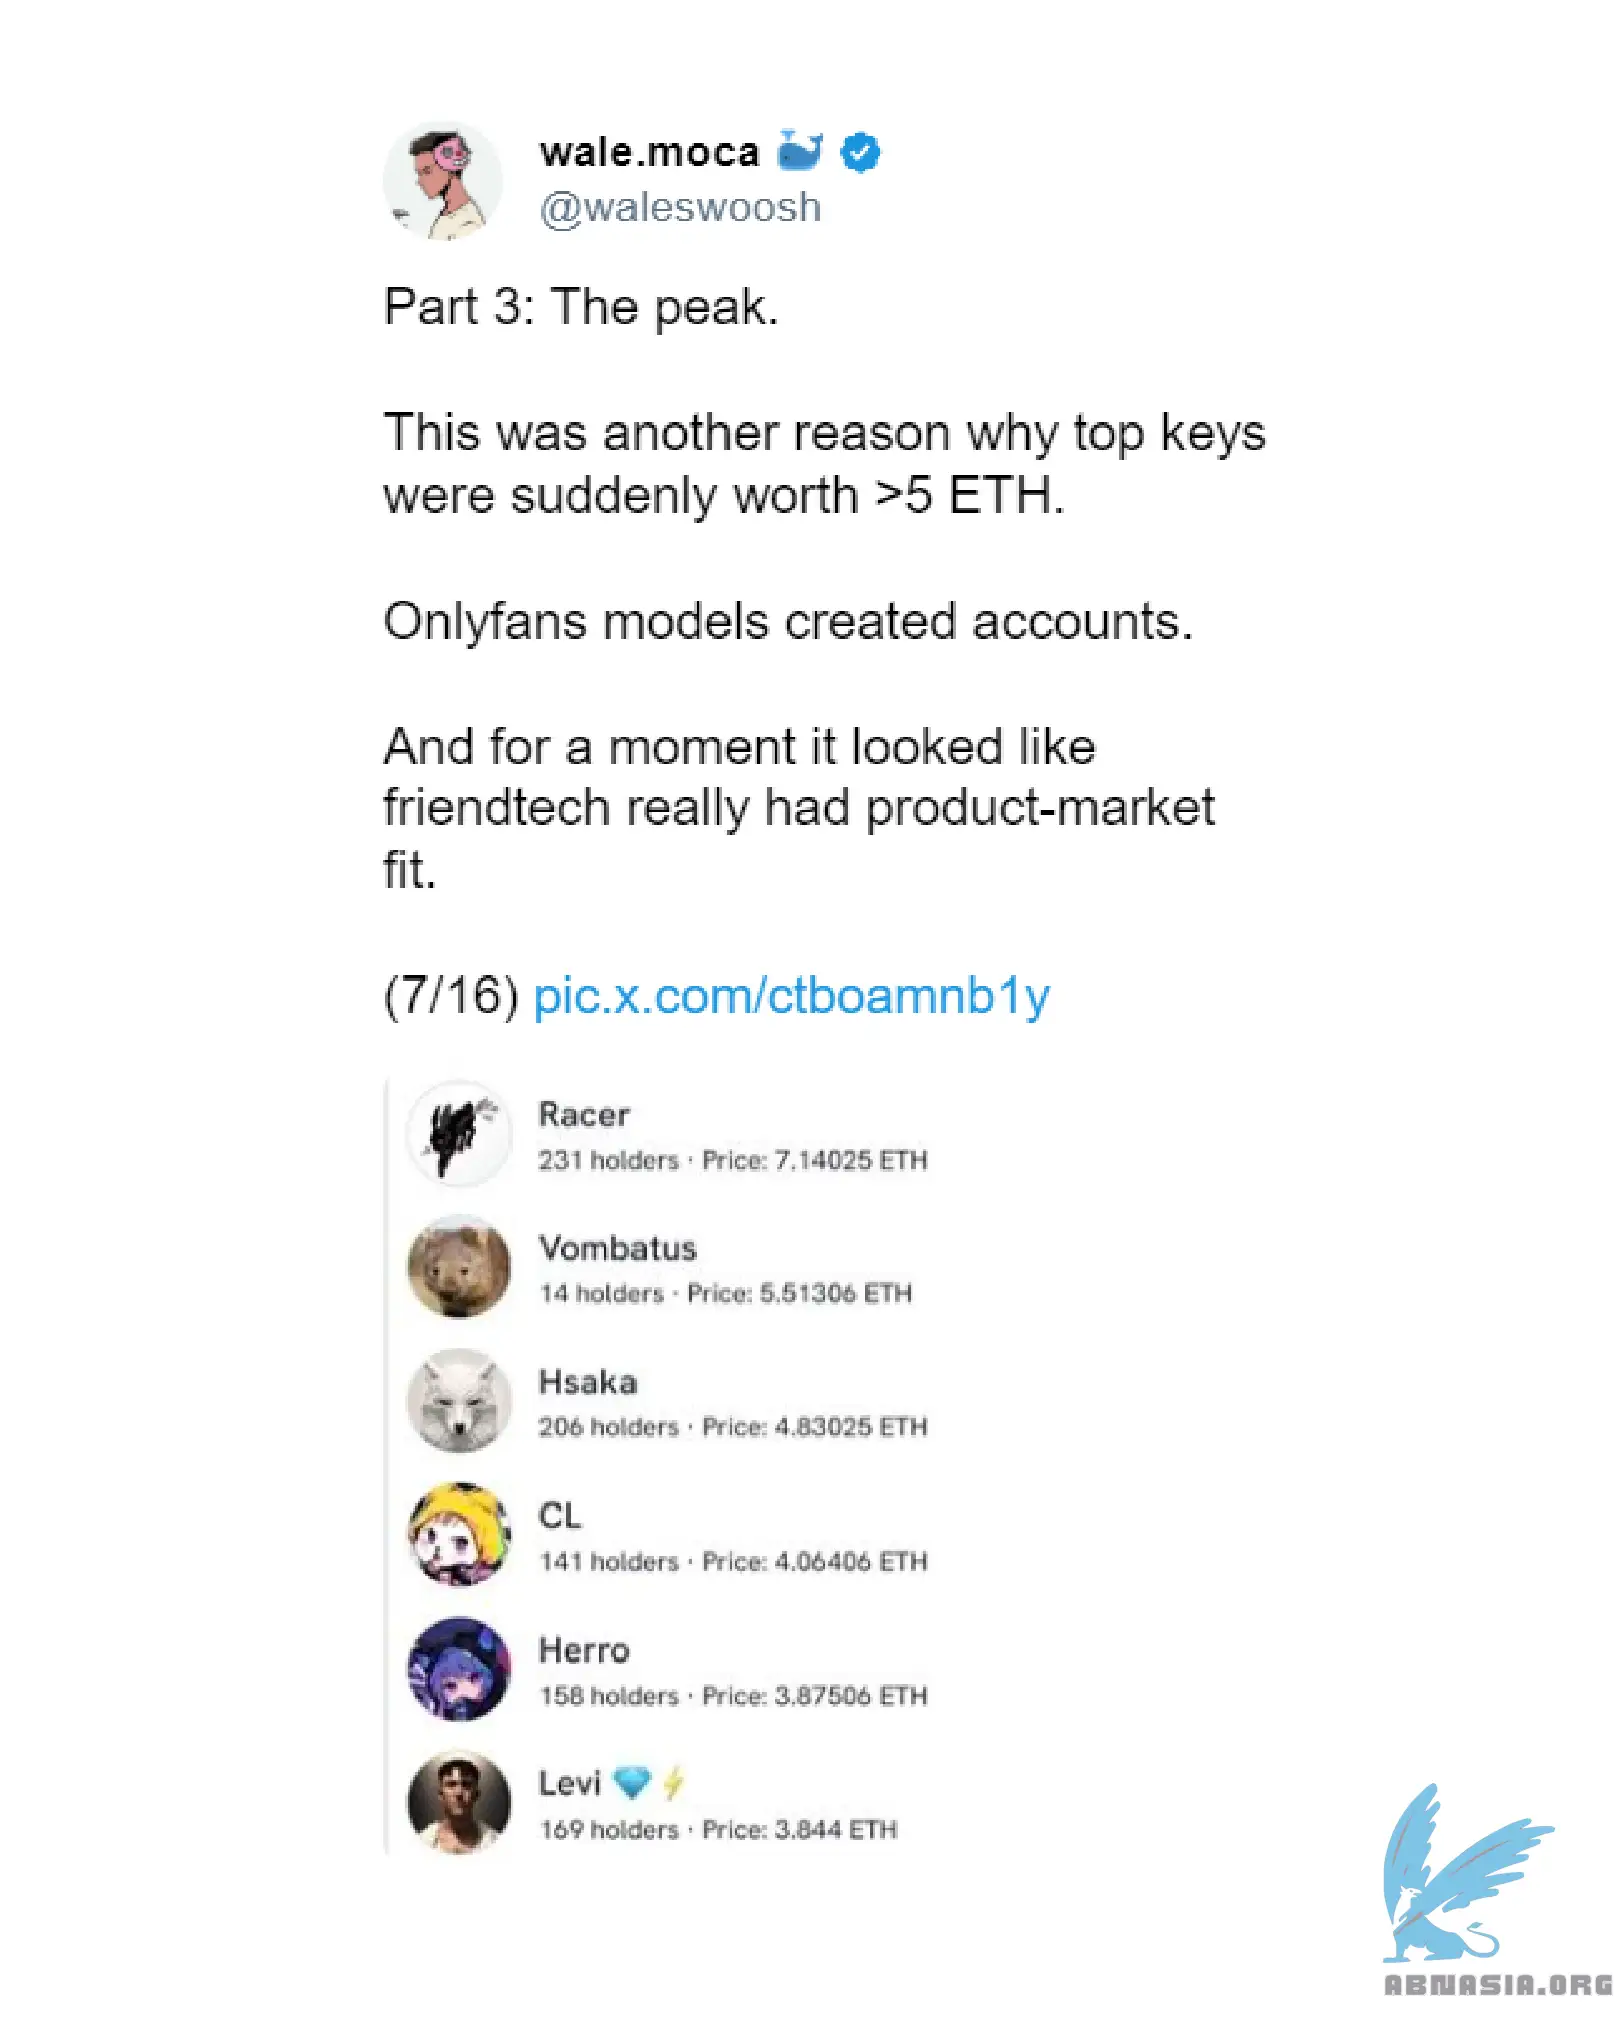 wale.moca 🐳
@waleswoosh
Part 3: The peak.
This was another reason why top keys
were suddenly worth >5 ETH.
Onlyfans models created accounts.
And for a moment it looked like
friendtech really had product-market
fit.
(7/16) pic.x.com/ctboamnb1y
Racer
231 holders · Price: 7.14025 ETH
Vombatus
14 holders · Price: 5.51306 ETH
Hsaka
206 holders · Price: 4.83025 ETH
CL
141 holders · Price: 4.06406 ETH
Herro
158 holders · Price: 3.87506 ETH
Levi 💎⚡
169 holders · Price: 3.844 ETH
ABNASIA.ORG